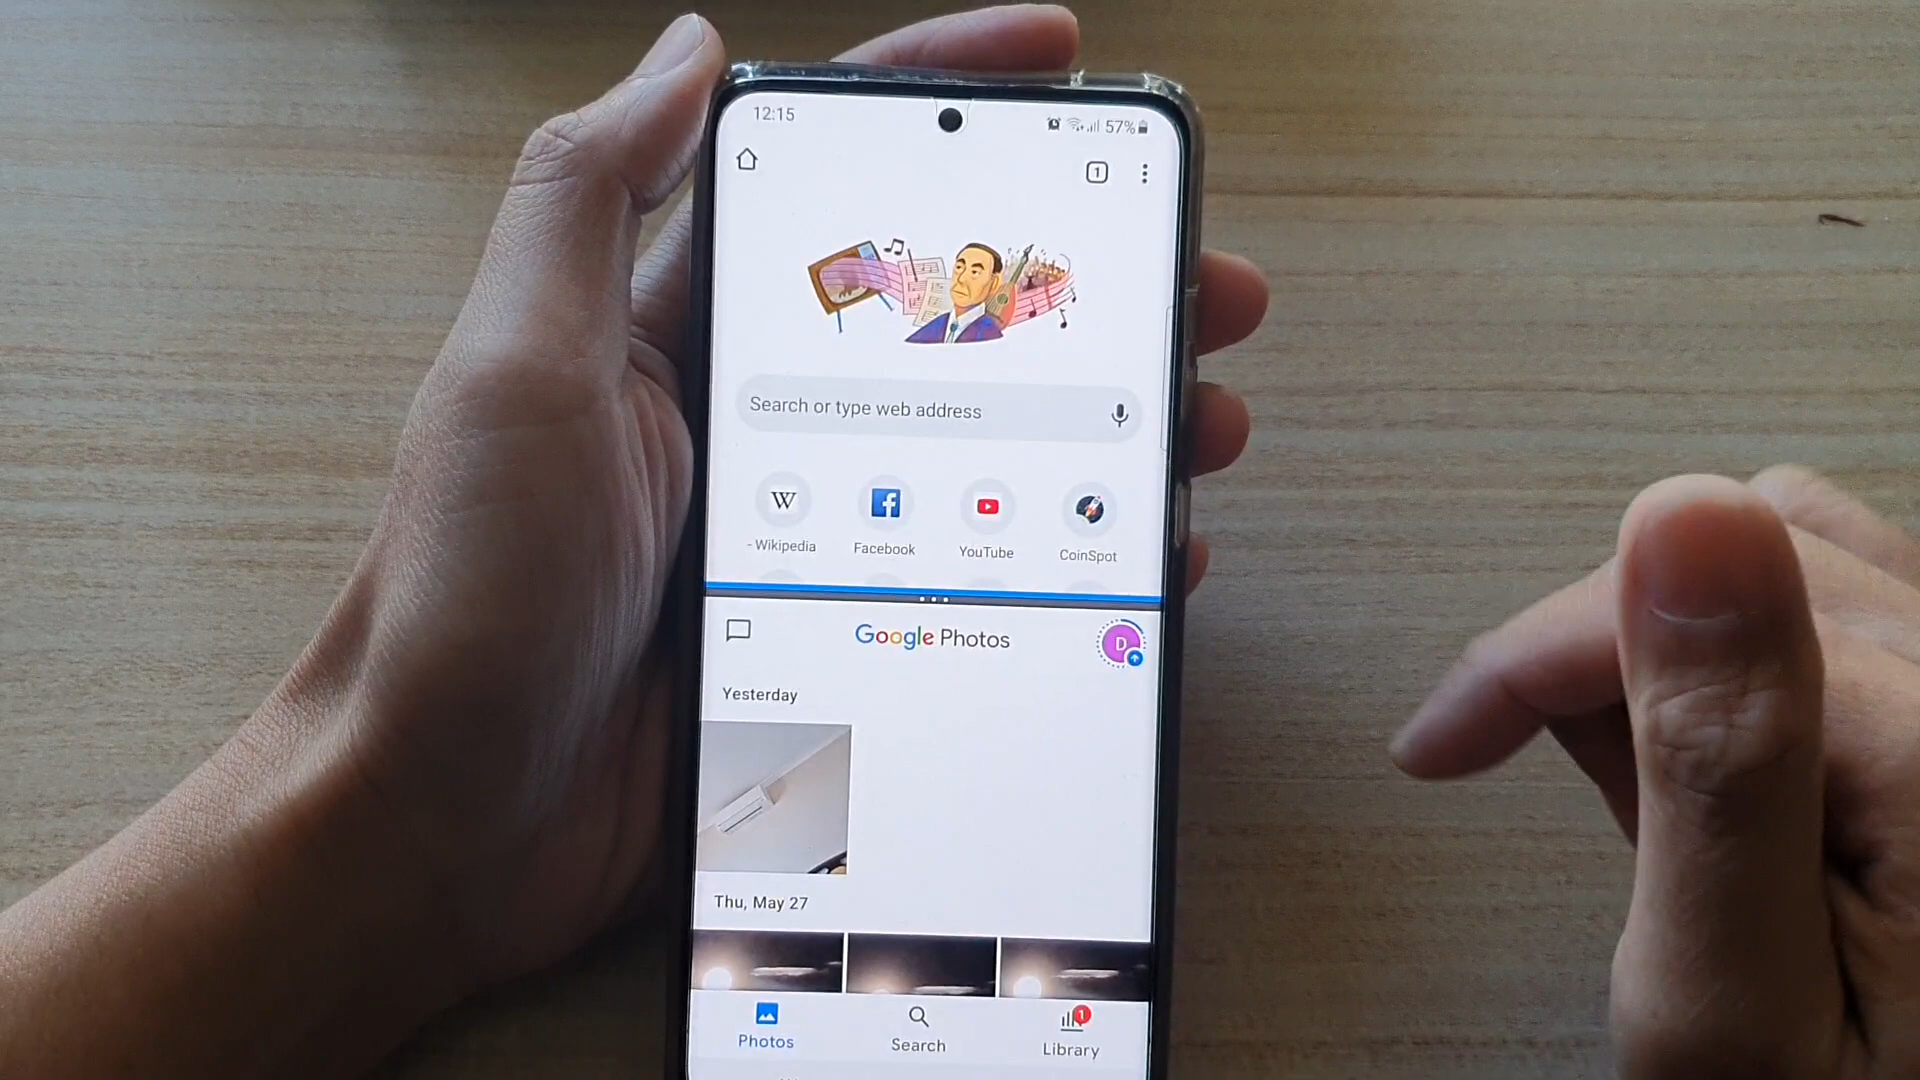 12:15
57%
1
Search or type web address
W
- Wikipedia
Facebook
YouTube
CoinSpot
Google Photos
D
Yesterday
Thu, May 27
1
Photos
Search
Library